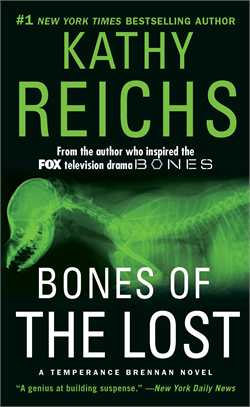 #1 NEW YORK TIMES BESTSELLING AUTHOR
KATHY
REICHS
From the author who inspired the
FOX television drama BONES
BONES OF
THE LOST
A TEMPERANCE BRENNAN NOVEL
“A genius at building suspense.” —New York Daily News